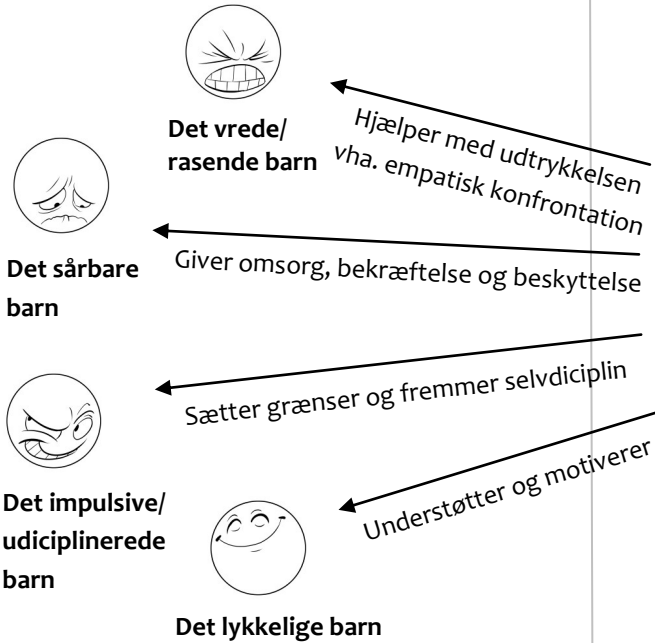 Det vrede/
rasende barn
Hjælper med udtrykkelsen
vha. empatisk konfrontation
Det sårbare
barn
Giver omsorg, bekræftelse og beskyttelse
Sætter grænser og fremmer selvdiciplin
Det impulsive/
udiciplinerede
barn
Understøtter og motiverer
Det lykkelige barn